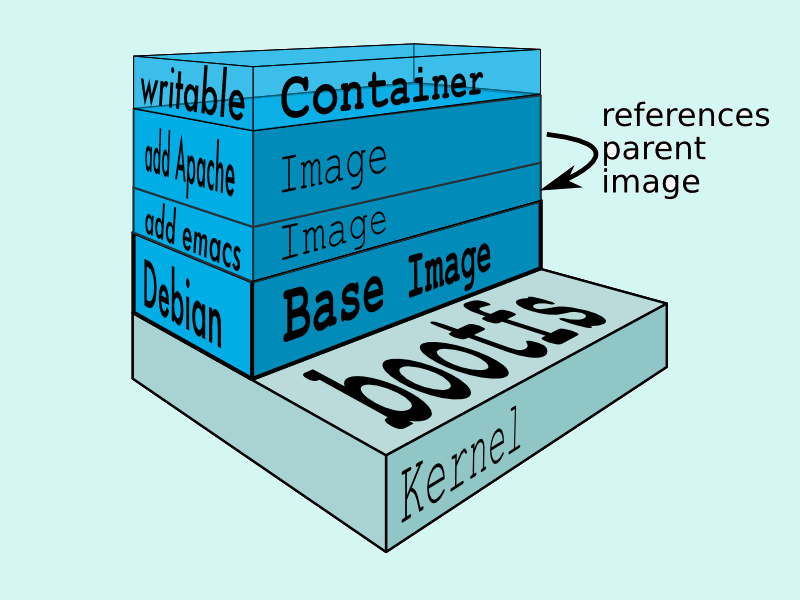 writable Container
add Apache Image
add emacs Image
Debian Base Image
references
parent
image
bootfs
Kernel